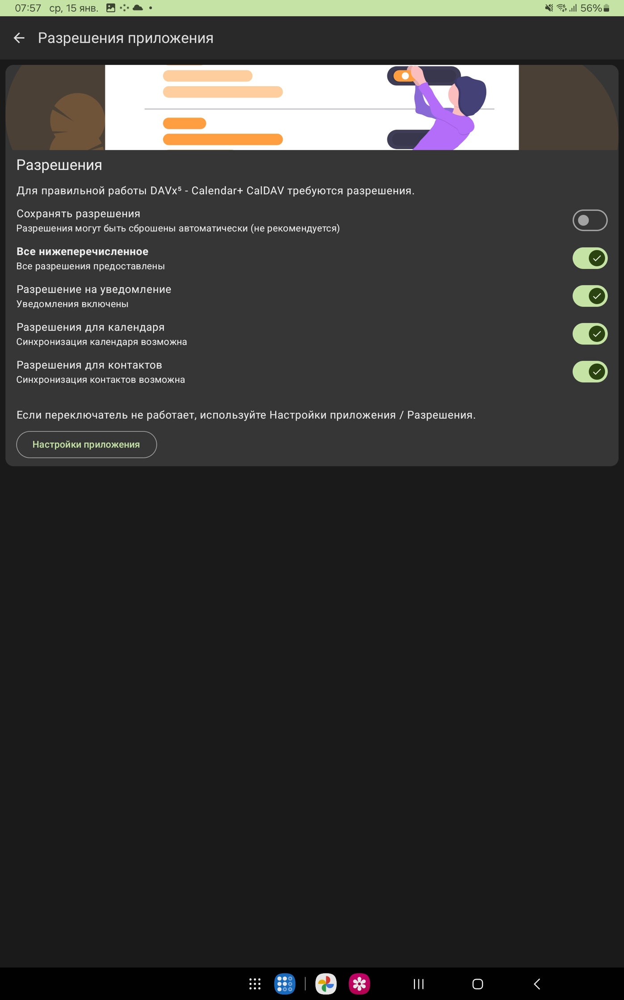 07:57 ср, 15 янв.
56%
Разрешения приложения
Разрешения
Для правильной работы DAVx⁵ - Calendar+ CalDAV требуются разрешения.
Сохранять разрешения
Разрешения могут быть сброшены автоматически (не рекомендуется)
Все нижеперечисленное
Все разрешения предоставлены
Разрешение на уведомление
Уведомления включены
Разрешения для календаря
Синхронизация календаря возможна
Разрешения для контактов
Синхронизация контактов возможна
Если переключатель не работает, используйте Настройки приложения / Разрешения.
Настройки приложения